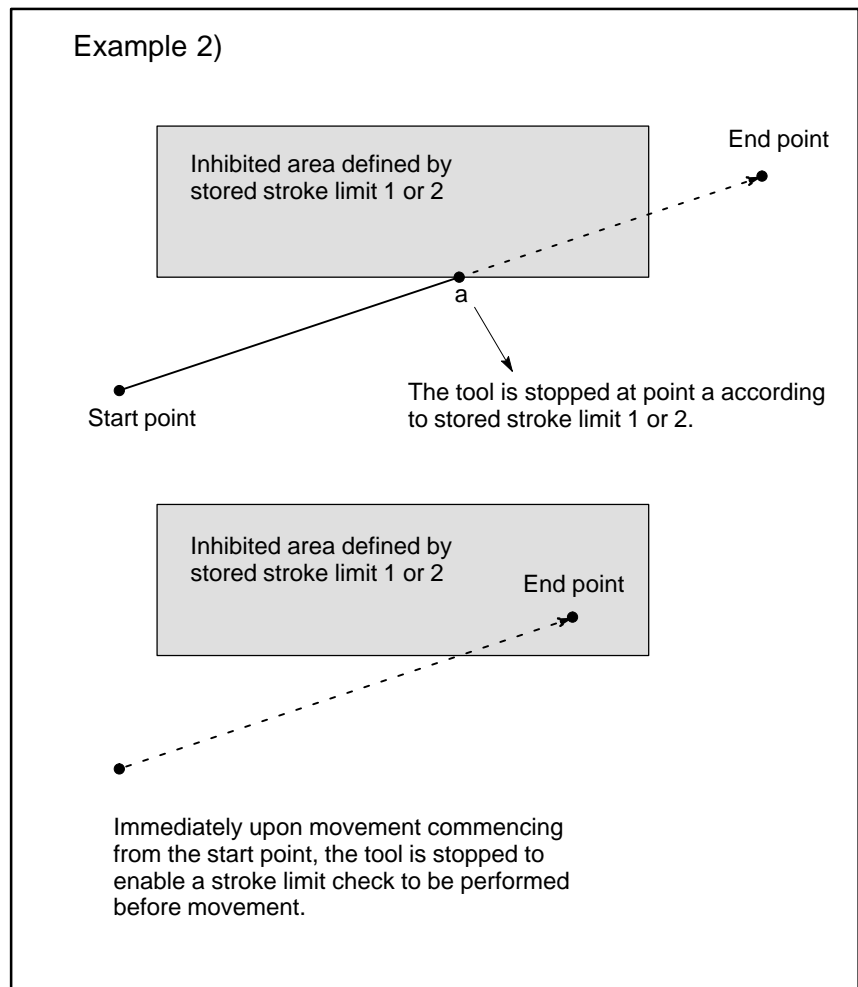 Example 2)
Inhibited area defined by
stored stroke limit 1 or 2
End point
a
Start point
The tool is stopped at point a according
to stored stroke limit 1 or 2.
Inhibited area defined by
stored stroke limit 1 or 2
End point
Immediately upon movement commencing
from the start point, the tool is stopped to
enable a stroke limit check to be performed
before movement.